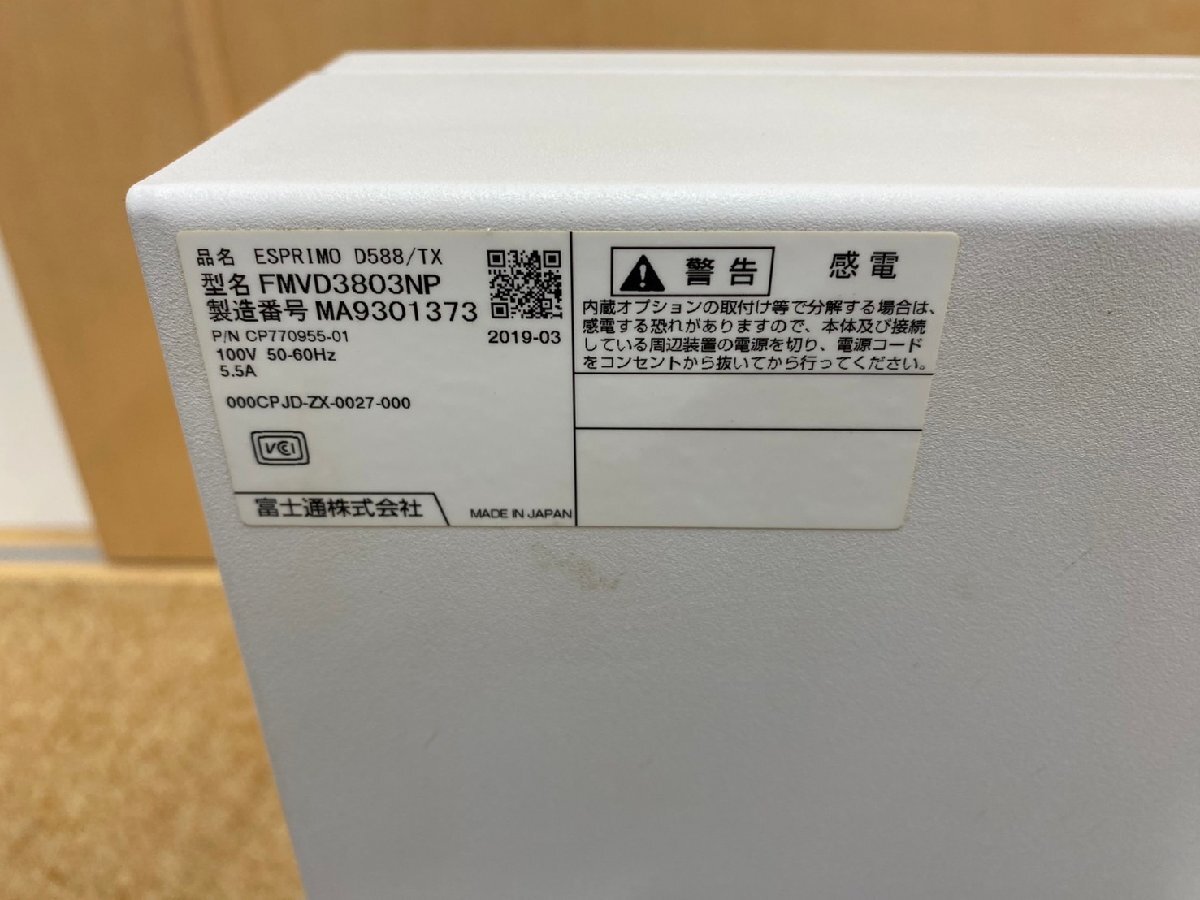 品名 ESPRIMO D588/TX
型名 FMVD3803NP
製造番号 MA9301373
P/N CP770955-01
2019-03
100V 50-60Hz
5.5A
000CPJD-ZX-0027-000
VCI
富士通株式会社
MADE IN JAPAN
警告 感電
内蔵オプションの取付け等で分解する場合は、
感電する恐れがありますので、本体及び接続
している周辺装置の電源を切り、電源コード
をコンセントから抜いてから行ってください。